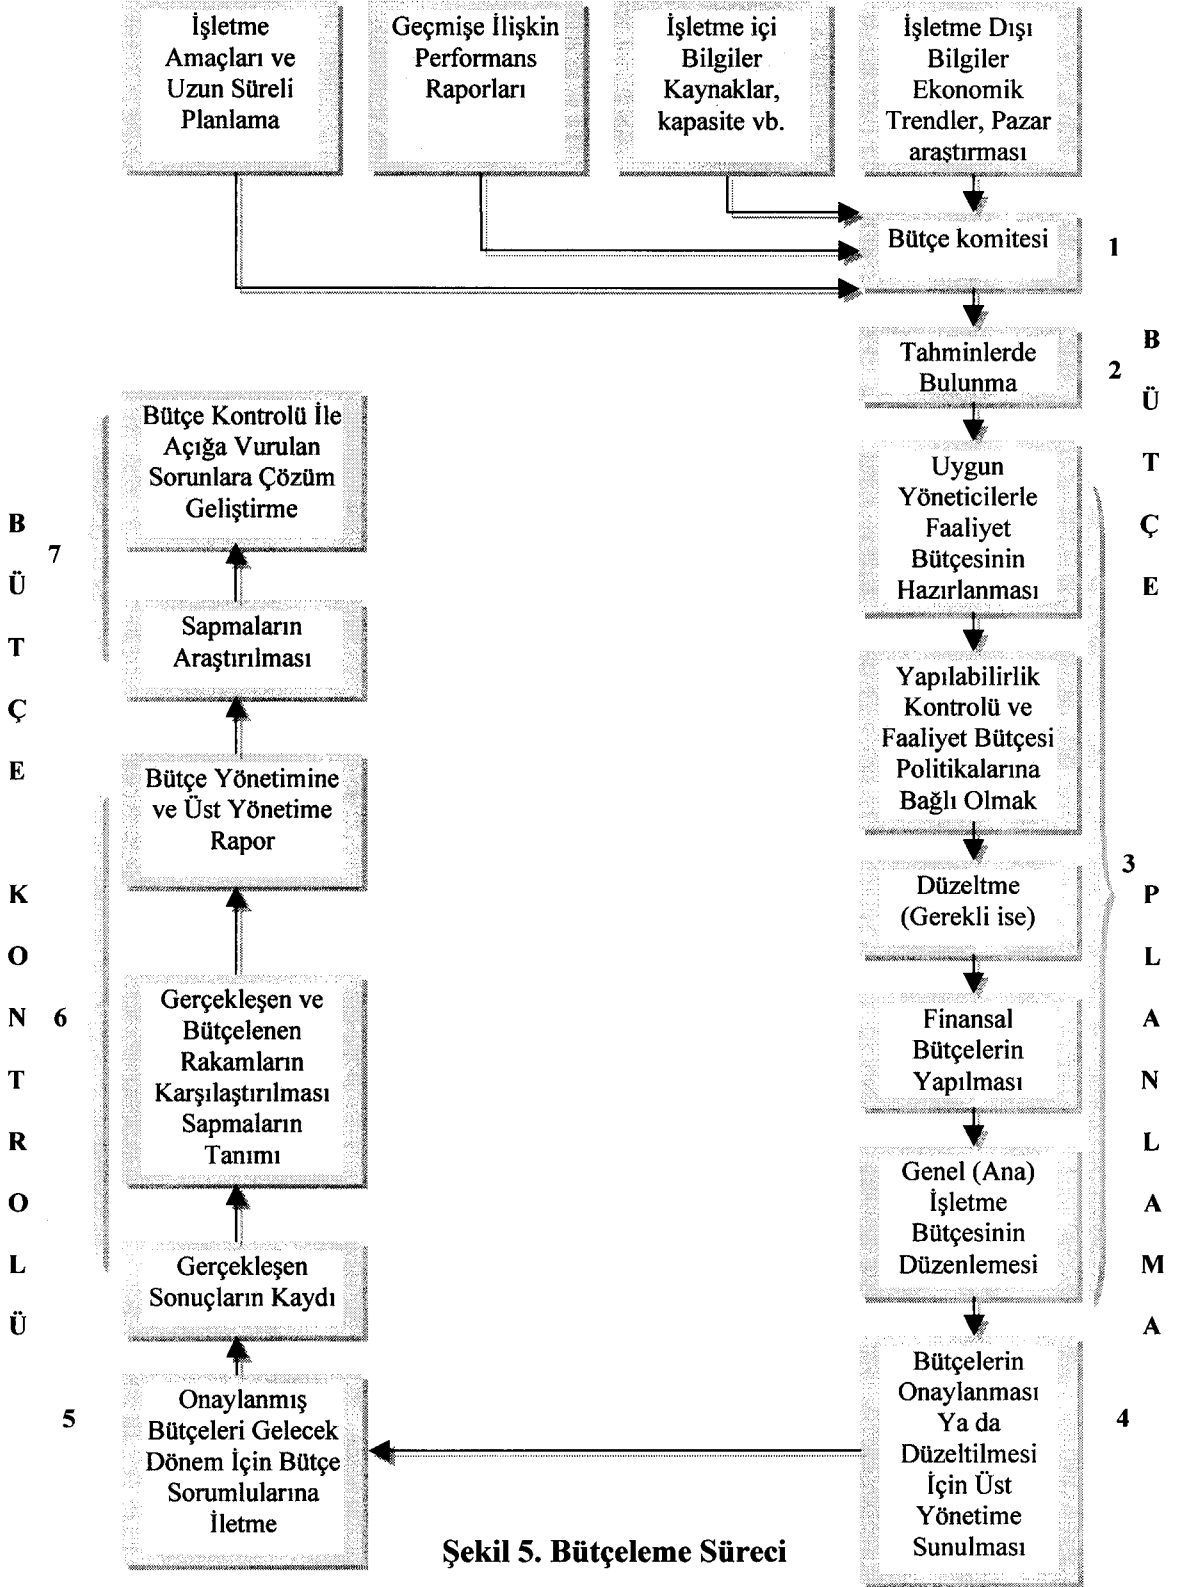 İşletme
Amaçları ve
Uzun Süreli
Planlama
Geçmişe İlişkin
Performans
Raporları
İşletme içi
Bilgiler
Kaynaklar,
kapasite vb.
İşletme Dışı
Bilgiler
Ekonomik
Trendler, Pazar
araştırması
Bütçe komitesi
1
Tahminlerde
Bulunma
2
Uygun
Yöneticilerle
Faaliyet
Bütçesinin
Hazırlanması
Yapılabilirlik
Kontrolü ve
Faaliyet Bütçesi
Politikalarına
Bağlı Olmak
Düzeltme
(Gerekli ise)
Finansal
Bütçelerin
Yapılması
Genel (Ana)
İşletme
Bütçesinin
Düzenlemesi
3
B
Ü
T
Ç
E
P
L
A
N
L
A
M
A
Bütçelerin
Onaylanması
Ya da
Düzeltilmesi
İçin Üst
Yönetime
Sunulması
4
Onaylanmış
Bütçeleri Gelecek
Dönem İçin Bütçe
Sorumlularına
İletme
5
Gerçekleşen
Sonuçların Kaydı
Gerçekleşen ve
Bütçelenen
Rakamların
Karşılaştırılması
Sapmaların
Tanımı
6
Bütçe Yönetimine
ve Üst Yönetime
Rapor
Sapmaların
Araştırılması
7
Bütçe Kontrolü İle
Açığa Vurulan
Sorunlara Çözüm
Geliştirme
B
Ü
T
Ç
E
K
O
N
T
R
O
L
Ü
Şekil 5. Bütçeleme Süreci